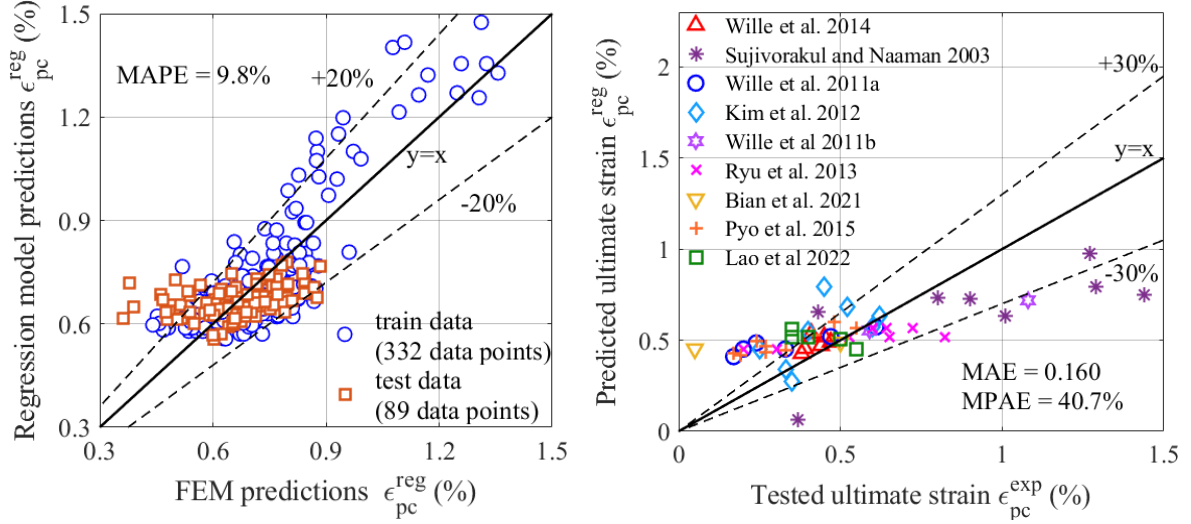 Regression model predictions ϵ_pc^reg (%)
1.5
1.2
0.9
0.6
0.3
MAPE = 9.8%
+20%
y=x
-20%
train data
(332 data points)
test data
(89 data points)
0.3 0.6 0.9 1.2 1.5
FEM predictions ϵ_pc^reg (%)
Predicted ultimate strain ϵ_pc^reg (%)
2
1.5
1
0.5
0
Wille et al. 2014
Sujivorakul and Naaman 2003
Wille et al. 2011a
Kim et al. 2012
Wille et al. 2011b
Ryu et al. 2013
Bian et al. 2021
Pyo et al. 2015
Lao et al 2022
+30%
y=x
-30%
MAE = 0.160
MPAE = 40.7%
0 0.5 1 1.5
Tested ultimate strain ϵ_pc^exp (%)